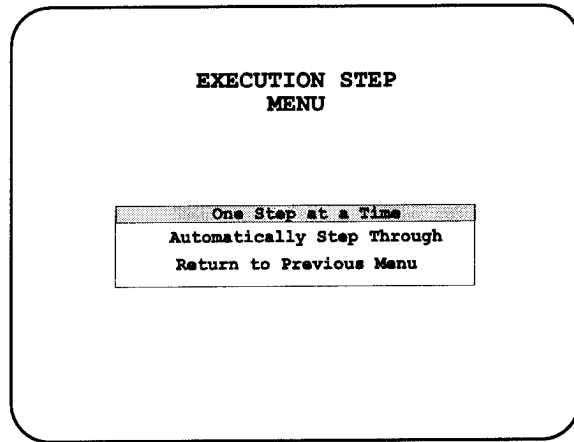 EXECUTION STEP
MENU
One Step at a Time
Automatically Step Through
Return to Previous Menu